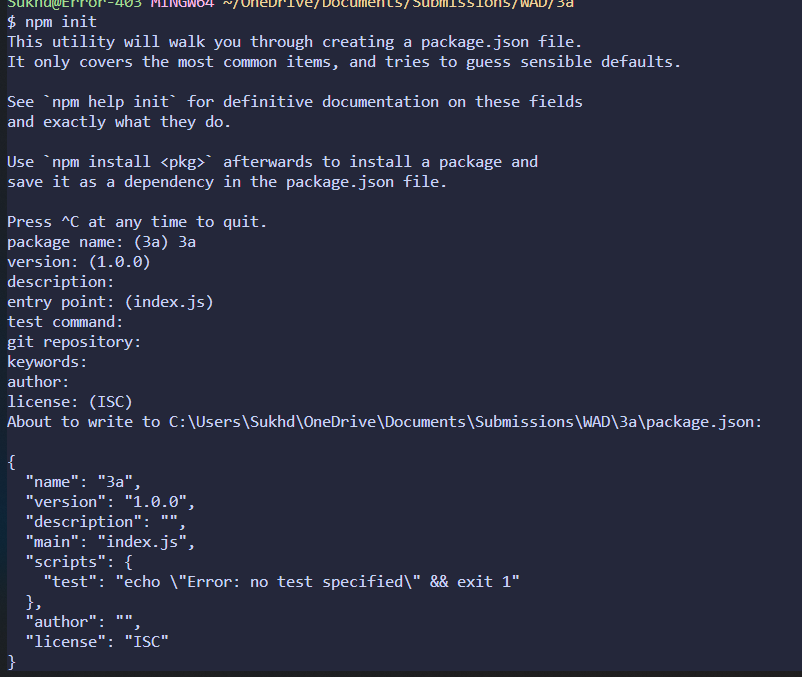 Sukhd@Error-403 MINGW64 ~/OneDrive/Documents/Submissions/WAD/3a
$ npm init
This utility will walk you through creating a package.json file.
It only covers the most common items, and tries to guess sensible defaults.

See `npm help init` for definitive documentation on these fields
and exactly what they do.

Use `npm install <pkg>` afterwards to install a package and
save it as a dependency in the package.json file.

Press ^C at any time to quit.
package name: (3a) 3a
version: (1.0.0)
description:
entry point: (index.js)
test command:
git repository:
keywords:
author:
license: (ISC)
About to write to C:\Users\Sukhd\OneDrive\Documents\Submissions\WAD\3a\package.json:

{
  "name": "3a",
  "version": "1.0.0",
  "description": "",
  "main": "index.js",
  "scripts": {
    "test": "echo \"Error: no test specified\" && exit 1"
  },
  "author": "",
  "license": "ISC"
}